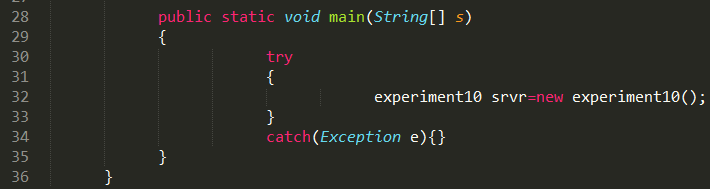 28 public static void main(String[] s)
29 {
30 try
31 {
32 experiment10 srvr=new experiment10();
33 }
34 catch(Exception e){}
35 }
36 }